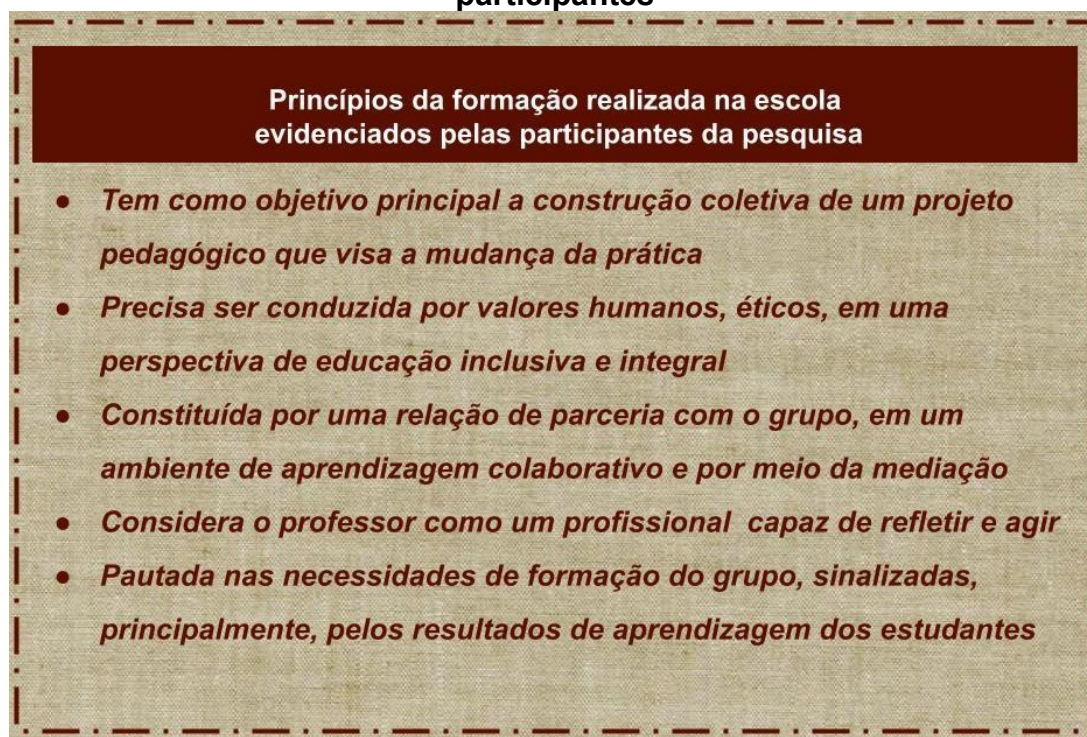 participantes
Princípios da formação realizada na escola
evidenciados pelas participantes da pesquisa
● Tem como objetivo principal a construção coletiva de um projeto
pedagógico que visa a mudança da prática
● Precisa ser conduzida por valores humanos, éticos, em uma
perspectiva de educação inclusiva e integral
● Constituída por uma relação de parceria com o grupo, em um
ambiente de aprendizagem colaborativo e por meio da mediação
● Considera o professor como um profissional capaz de refletir e agir
● Pautada nas necessidades de formação do grupo, sinalizadas,
principalmente, pelos resultados de aprendizagem dos estudantes